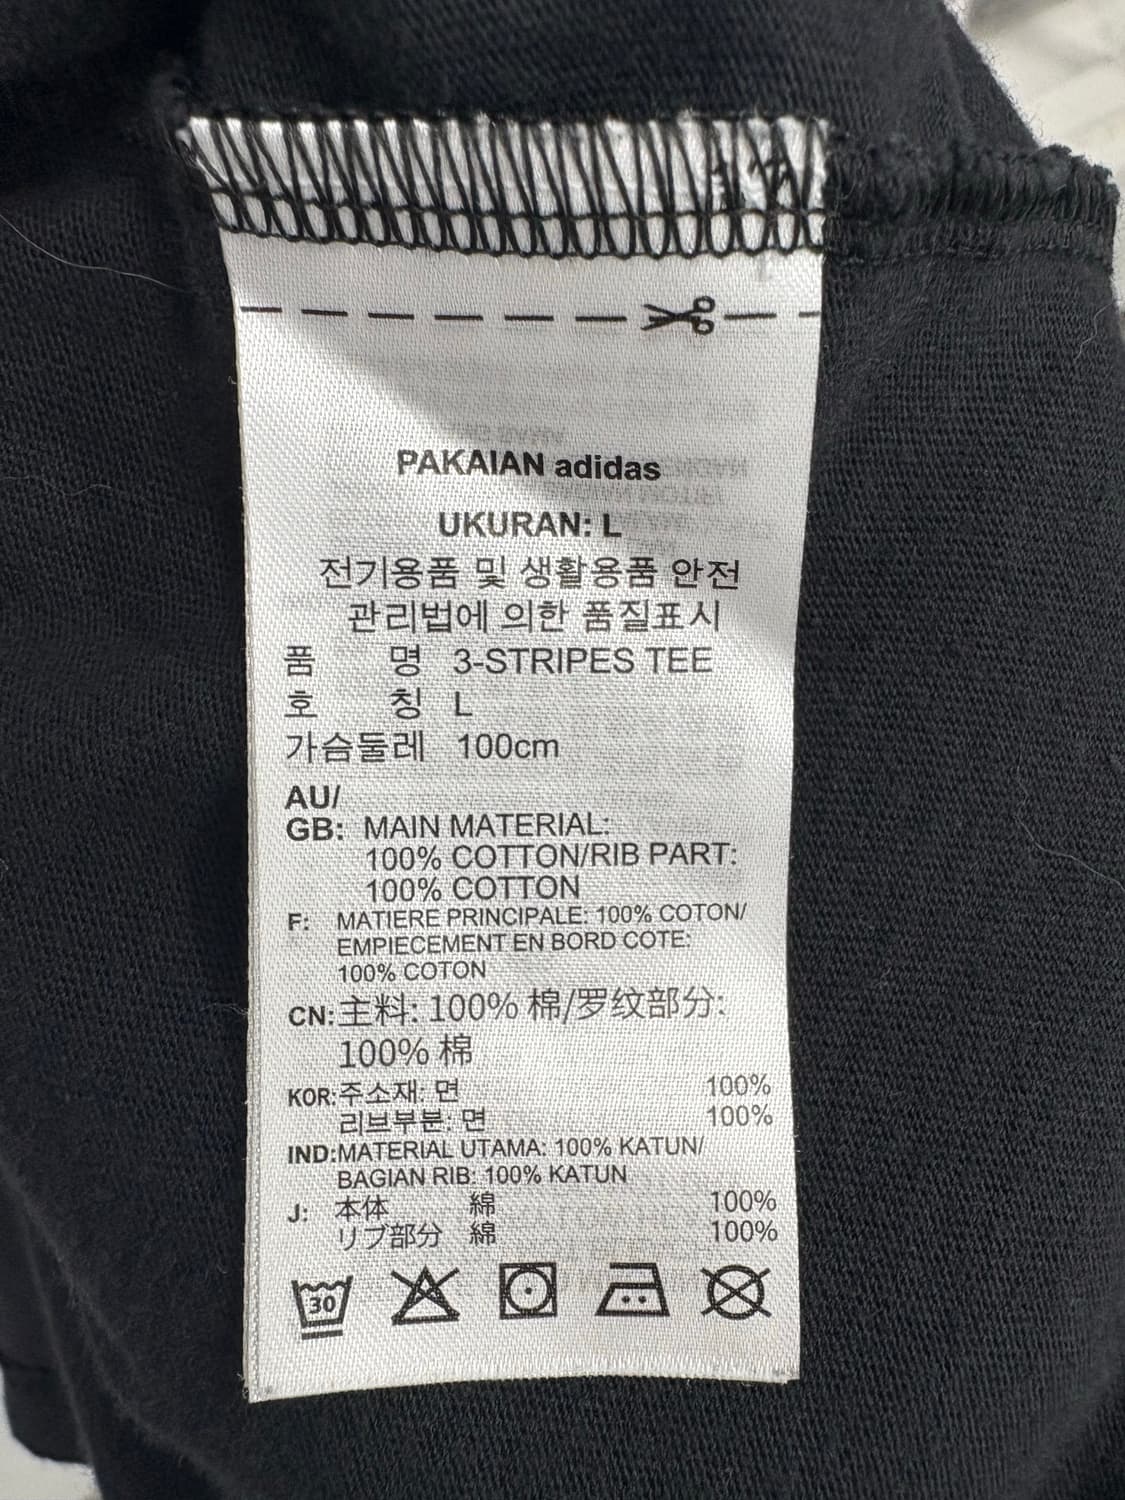 PAKAIAN adidas
UKURAN: L
전기용품 및 생활용품 안전
관리법에 의한 품질표시
품 명 3-STRIPES TEE
호 칭 L
가슴둘레 100cm
AU/
GB: MAIN MATERIAL:
100% COTTON/RIB PART:
100% COTTON
F: MATIERE PRINCIPALE: 100% COTON/
EMPIECEMENT EN BORD COTE:
100% COTON
CN:主料: 100% 棉/罗纹部分:
100% 棉
KOR:주소재: 면 100%
리브부분: 면 100%
IND:MATERIAL UTAMA: 100% KATUN/
BAGIAN RIB: 100% KATUN
J: 本体 綿 100%
リブ部分 綿 100%
30